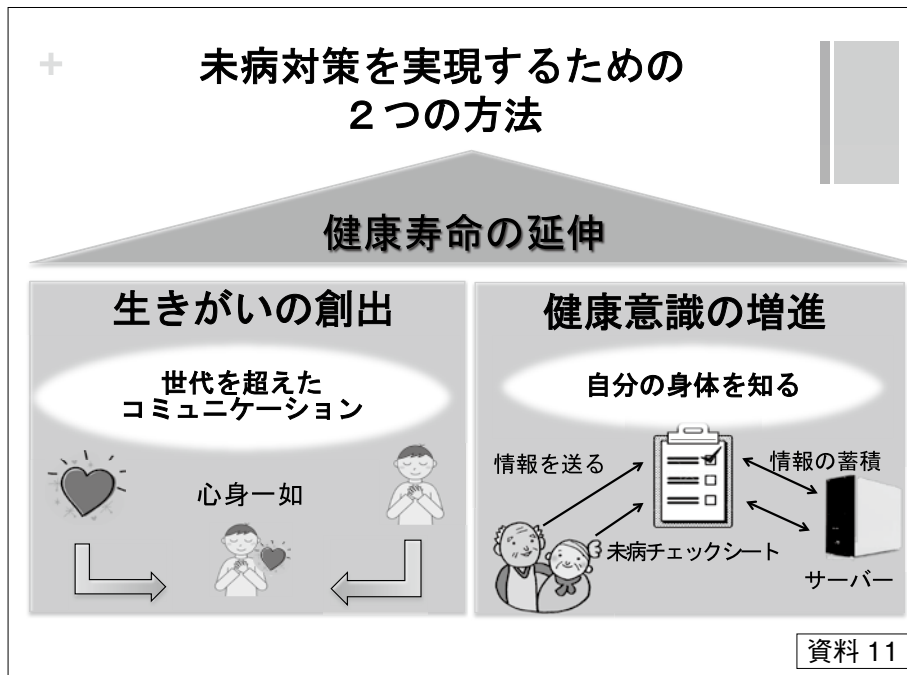 未病対策を実現するための
２つの方法
健康寿命の延伸
生きがいの創出
世代を超えた
コミュニケーション
心身一如
健康意識の増進
自分の身体を知る
情報を送る
情報の蓄積
未病チェックシート
サーバー
資料 11